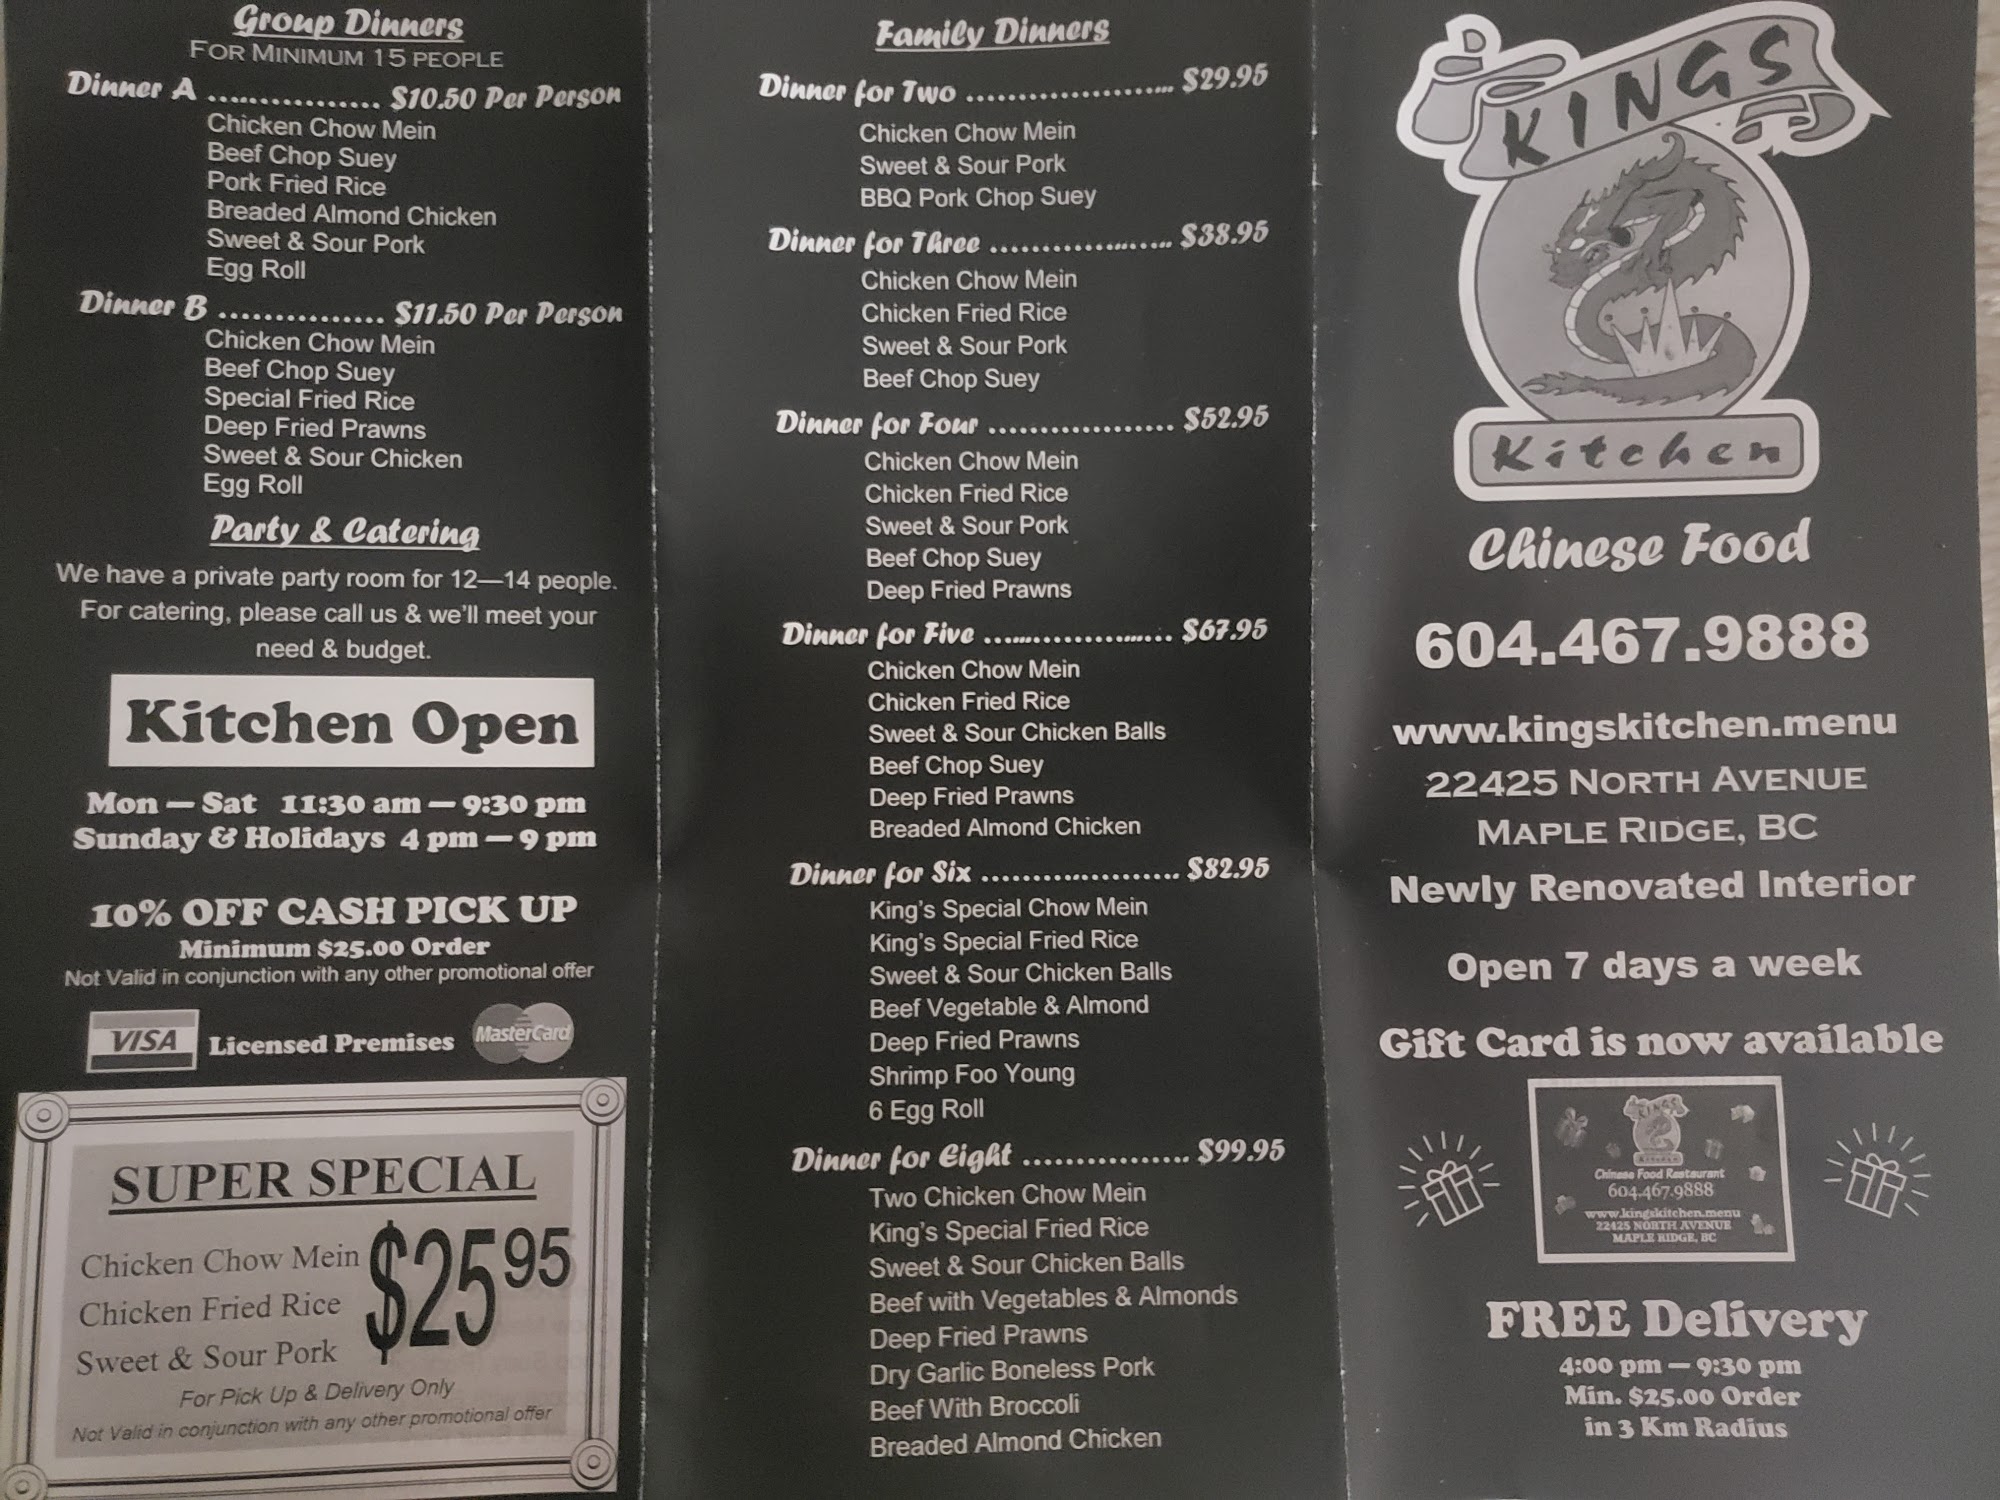 Group Dinners
FOR MINIMUM 15 PEOPLE
Dinner A ................. $10.50 Per Person
Chicken Chow Mein
Beef Chop Suey
Pork Fried Rice
Breaded Almond Chicken
Sweet & Sour Pork
Egg Roll
Dinner B ............... $11.50 Per Person
Chicken Chow Mein
Beef Chop Suey
Special Fried Rice
Deep Fried Prawns
Sweet & Sour Chicken
Egg Roll
Party & Catering
We have a private party room for 12—14 people.
For catering, please call us & we'll meet your
need & budget.
Kitchen Open
Mon — Sat 11:30 am — 9:30 pm
Sunday & Holidays 4 pm — 9 pm
10% OFF CASH PICK UP
Minimum $25.00 Order
Not Valid in conjunction with any other promotional offer
VISA Licensed Premises MasterCard
SUPER SPECIAL
Chicken Chow Mein
Chicken Fried Rice
Sweet & Sour Pork
$25 95
For Pick Up & Delivery Only
Not Valid in conjunction with any other promotional offer
Family Dinners
Dinner for Two .................... $29.95
Chicken Chow Mein
Sweet & Sour Pork
BBQ Pork Chop Suey
Dinner for Three .................. $38.95
Chicken Chow Mein
Chicken Fried Rice
Sweet & Sour Pork
Beef Chop Suey
Dinner for Four .................. $52.95
Chicken Chow Mein
Chicken Fried Rice
Sweet & Sour Pork
Beef Chop Suey
Deep Fried Prawns
Dinner for Five .................. $67.95
Chicken Chow Mein
Chicken Fried Rice
Sweet & Sour Chicken Balls
Beef Chop Suey
Deep Fried Prawns
Breaded Almond Chicken
Dinner for Six ................... $82.95
King's Special Chow Mein
King's Special Fried Rice
Sweet & Sour Chicken Balls
Beef Vegetable & Almond
Deep Fried Prawns
Shrimp Foo Young
6 Egg Roll
Dinner for Eight ................ $99.95
Two Chicken Chow Mein
King's Special Fried Rice
Sweet & Sour Chicken Balls
Beef with Vegetables & Almonds
Deep Fried Prawns
Dry Garlic Boneless Pork
Beef With Broccoli
Breaded Almond Chicken
KINGS
Kitchen
Chinese Food
604.467.9888
www.kingskitchen.menu
22425 NORTH AVENUE
MAPLE RIDGE, BC
Newly Renovated Interior
Open 7 days a week
Gift Card is now available
KINGS
Kitchen
Chinese Food Restaurant
604.467.9888
www.kingskitchen.menu
22425 NORTH AVENUE
MAPLE RIDGE, BC
FREE Delivery
4:00 pm — 9:30 pm
Min. $25.00 Order
in 3 Km Radius